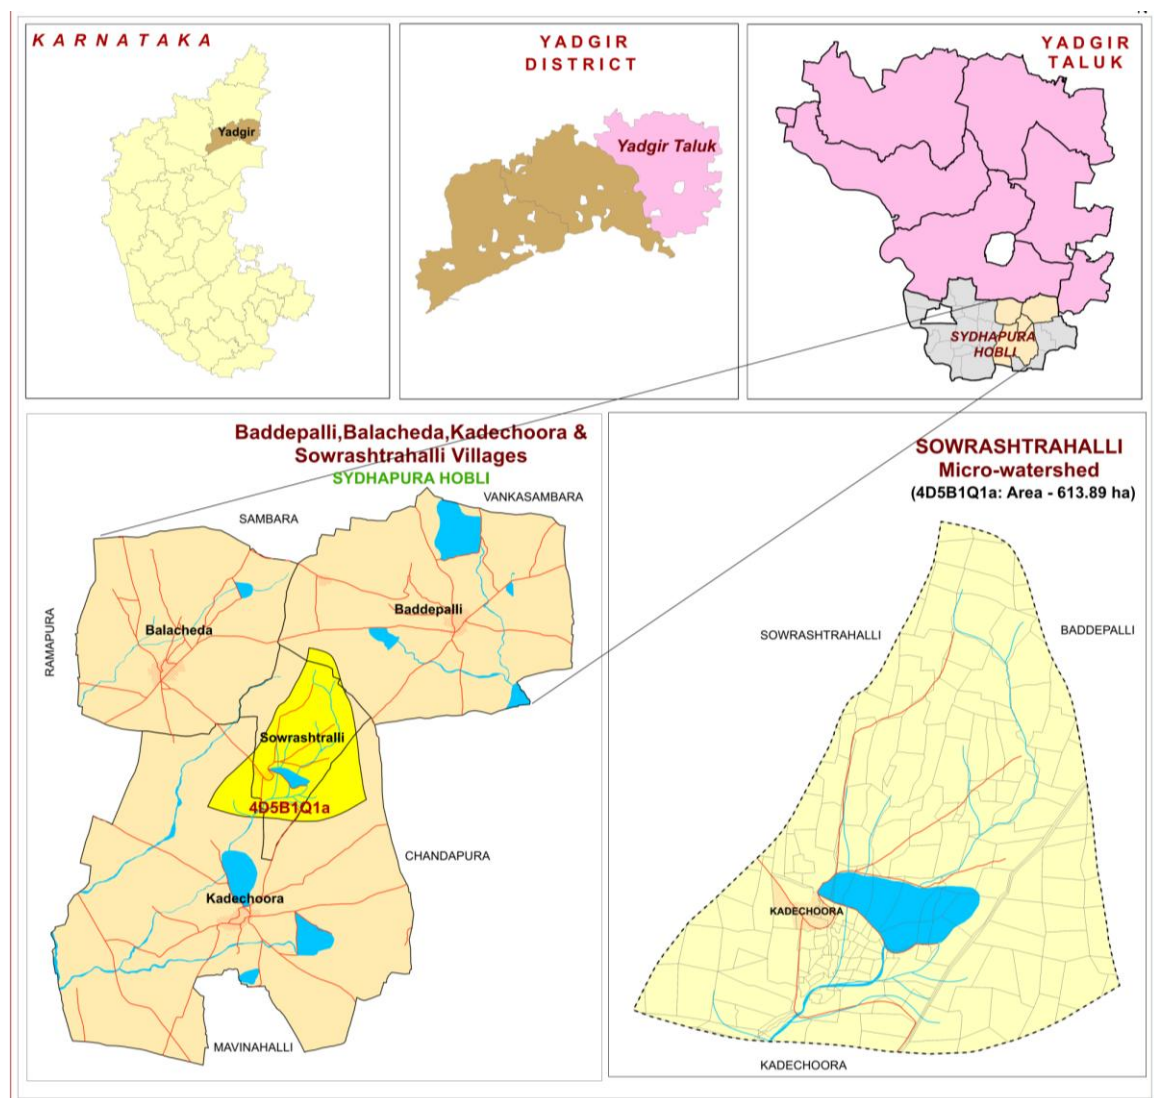 KARNATAKA
Yadgir
YADGIR
DISTRICT
Yadgir Taluk
YADGIR
TALUK
SYDHAPURA
HOBLI
Baddepalli,Balacheda,Kadechoora &
Sowrashtrahalli Villages
SYDHAPURA HOBLI
VANKASAMBARA
SAMBARA
RAMAPURA
Baddepalli
Balacheda
Sowrashtralli
4D5B1Q1a
CHANDAPURA
Kadechoora
MAVINAHALLI
SOWRASHTRAHALLI
Micro-watershed
(4D5B1Q1a: Area - 613.89 ha)
SOWRASHTRAHALLI
BADDEPALLI
KADECHOORA
KADECHOORA